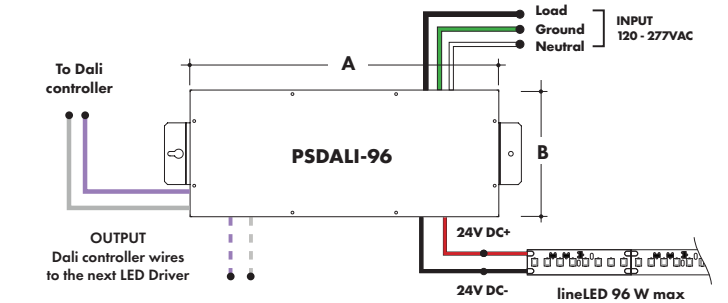 Load
Ground
Neutral
INPUT
120 - 277VAC
To Dali
controller
A
PSDALI-96
B
OUTPUT
Dali controller wires
to the next LED Driver
24V DC+
24V DC-
lineLED 96 W max